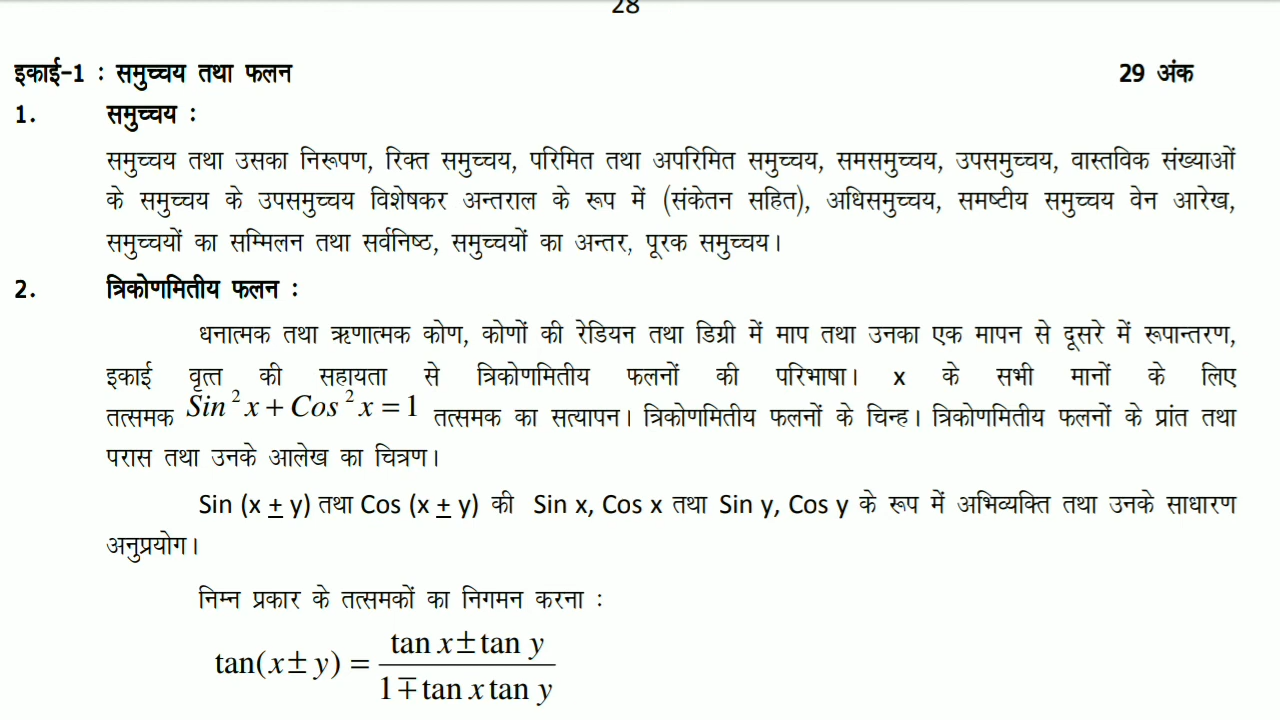 28
इकाई-1 : समुच्चय तथा फलन 29 अंक
1. समुच्चय :
समुच्चय तथा उसका निरूपण, रिक्त समुच्चय, परिमित तथा अपरिमित समुच्चय, समसमुच्चय, उपसमुच्चय, वास्तविक संख्याओं
के समुच्चय के उपसमुच्चय विशेषकर अन्तराल के रूप में (संकेतन सहित), अधिसमुच्चय, समष्टीय समुच्चय वेन आरेख,
समुच्चयों का सम्मिलन तथा सर्वनिष्ठ, समुच्चयों का अन्तर, पूरक समुच्चय।
2. त्रिकोणमितीय फलन :
धनात्मक तथा ऋणात्मक कोण, कोणों की रेडियन तथा डिग्री में माप तथा उनका एक मापन से दूसरे में रूपान्तरण,
इकाई वृत्त की सहायता से त्रिकोणमितीय फलनों की परिभाषा। x के सभी मानों के लिए
तत्समक Sin ² x + Cos ² x = 1 तत्समक का सत्यापन। त्रिकोणमितीय फलनों के चिन्ह। त्रिकोणमितीय फलनों के प्रांत तथा
परास तथा उनके आलेख का चित्रण।
Sin (x ± y) तथा Cos (x ± y) की Sin x, Cos x तथा Sin y, Cos y के रूप में अभिव्यक्ति तथा उनके साधारण
अनुप्रयोग।
निम्न प्रकार के तत्समकों का निगमन करना :
tan(x ± y) = (tan x ± tan y) / (1 ∓ tan x tan y)